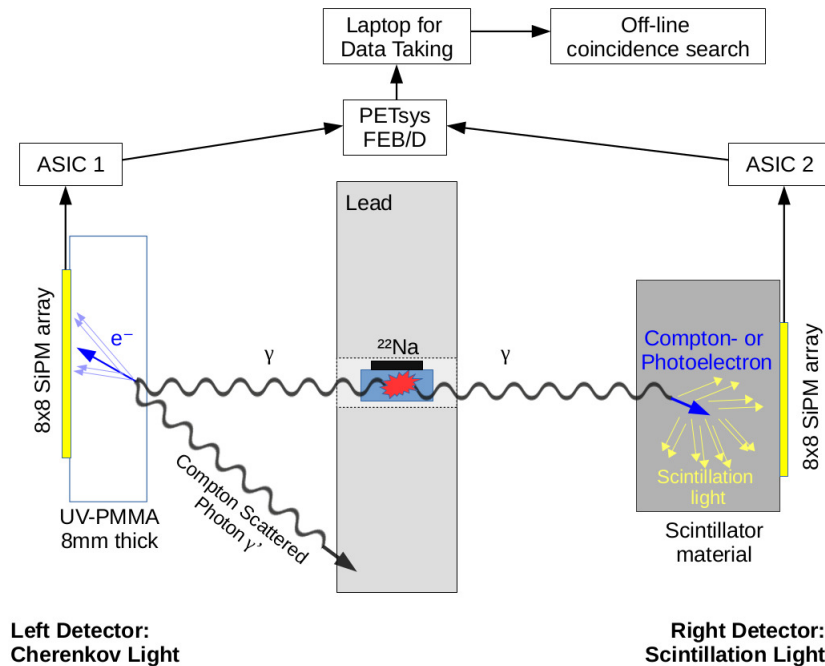 Laptop for
Data Taking
Off-line
coincidence search
PETsys
FEB/D
ASIC 1
ASIC 2
Lead
8x8 SiPM array
e⁻
γ
²²Na
γ
Compton- or
Photoelectron
8x8 SiPM array
Scintillation
light
Compton Scattered
Photon γ'
UV-PMMA
8mm thick
Scintillator
material
Left Detector:
Cherenkov Light
Right Detector:
Scintillation Light